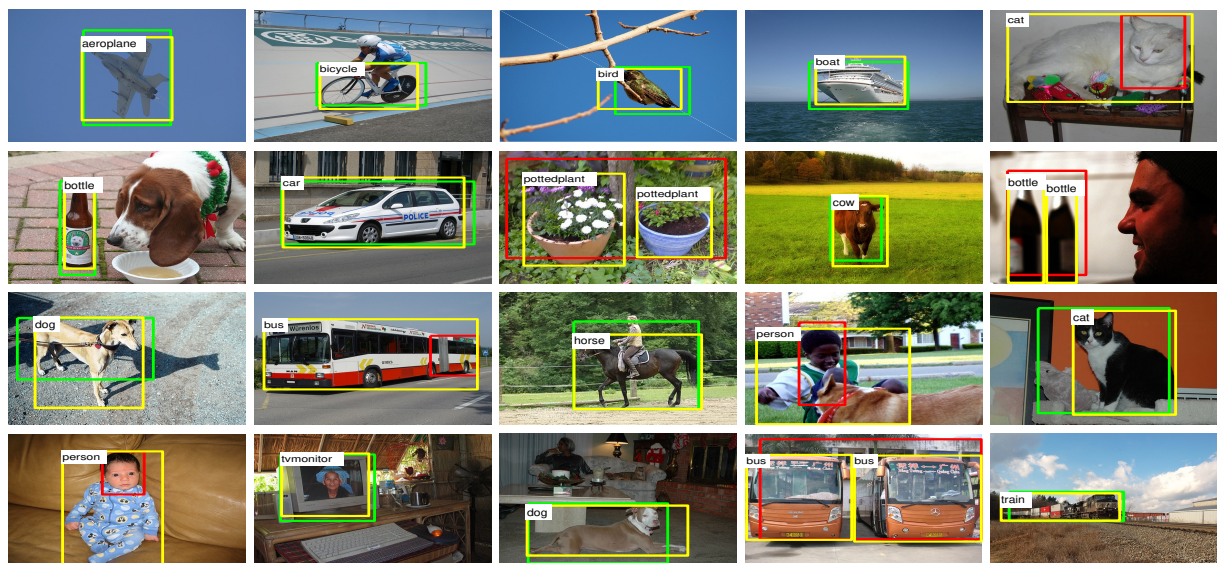 aeroplane
bicycle
bird
boat
cat
bottle
car
POLICE
pottedplant
pottedplant
cow
bottle
bottle
dog
bus
Würenlos
horse
person
cat
person
tvmonitor
dog
bus
bus
train